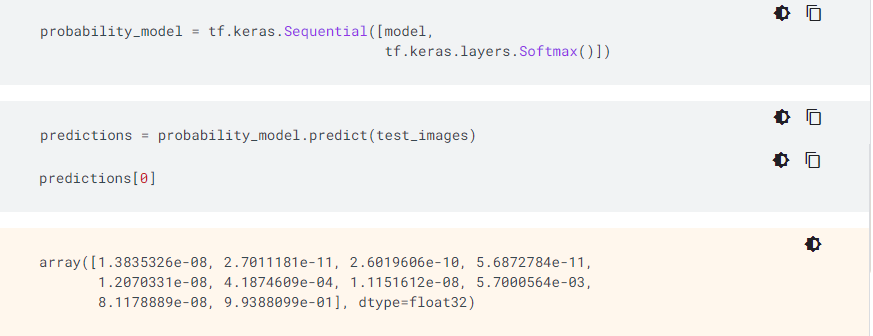 probability_model = tf.keras.Sequential([model,
tf.keras.layers.Softmax()])
predictions = probability_model.predict(test_images)
predictions[0]
array([1.3835326e-08, 2.7011181e-11, 2.6019606e-10, 5.6872784e-11,
1.2070331e-08, 4.1874609e-04, 1.1151612e-08, 5.7000564e-03,
8.1178889e-08, 9.9388099e-01], dtype=float32)